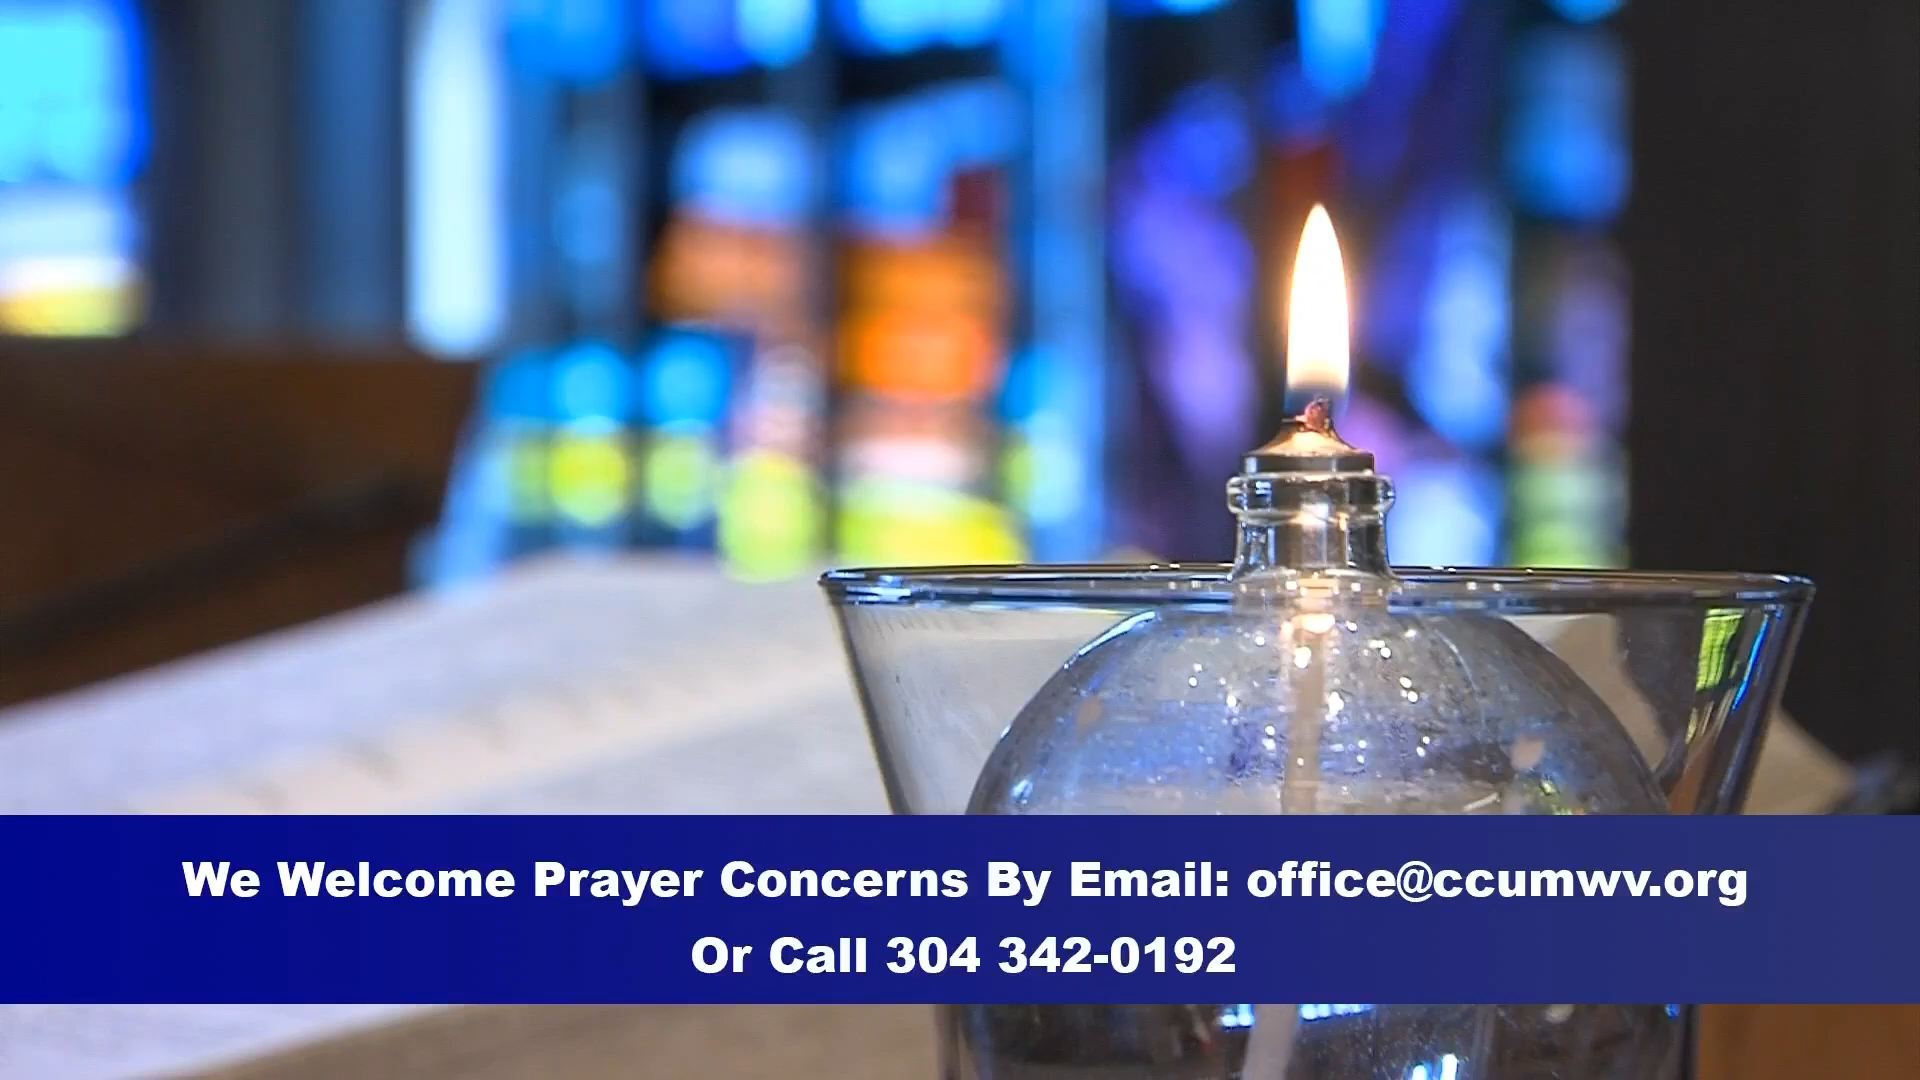 We Welcome Prayer Concerns By Email: office@ccumwv.org
Or Call 304 342-0192